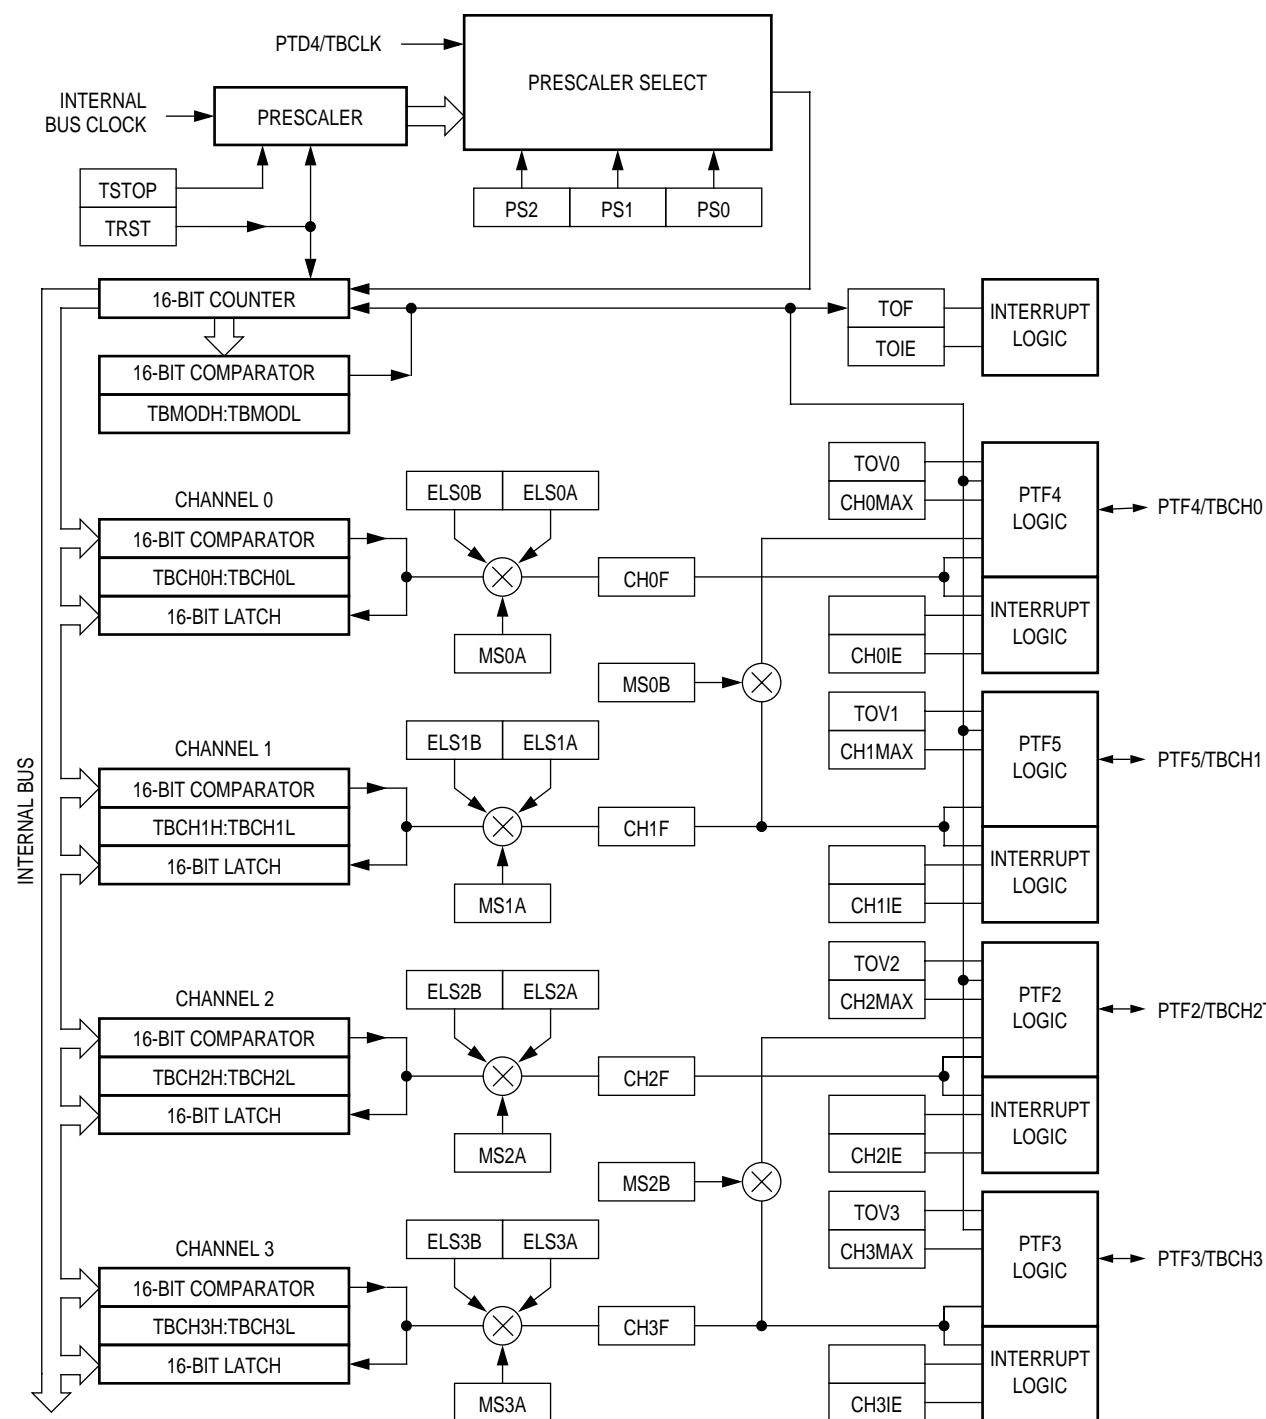 PTD4/TBCLK
PRESCALER SELECT
INTERNAL
BUS CLOCK
PRESCALER
TSTOP
TRST
PS2
PS1
PS0
16-BIT COUNTER
16-BIT COMPARATOR
TBMODH:TBMODL
TOF
TOIE
INTERRUPT
LOGIC
INTERNAL BUS
CHANNEL 0
16-BIT COMPARATOR
TBCH0H:TBCH0L
16-BIT LATCH
ELS0B
ELS0A
MS0A
CH0F
MS0B
TOV0
CH0MAX
PTF4
LOGIC
PTF4/TBCH0
CH0IE
INTERRUPT
LOGIC
CHANNEL 1
16-BIT COMPARATOR
TBCH1H:TBCH1L
16-BIT LATCH
ELS1B
ELS1A
MS1A
CH1F
TOV1
CH1MAX
PTF5
LOGIC
PTF5/TBCH1
CH1IE
INTERRUPT
LOGIC
CHANNEL 2
16-BIT COMPARATOR
TBCH2H:TBCH2L
16-BIT LATCH
ELS2B
ELS2A
MS2A
CH2F
MS2B
TOV2
CH2MAX
PTF2
LOGIC
PTF2/TBCH2
CH2IE
INTERRUPT
LOGIC
CHANNEL 3
16-BIT COMPARATOR
TBCH3H:TBCH3L
16-BIT LATCH
ELS3B
ELS3A
MS3A
CH3F
TOV3
CH3MAX
PTF3
LOGIC
PTF3/TBCH3
CH3IE
INTERRUPT
LOGIC